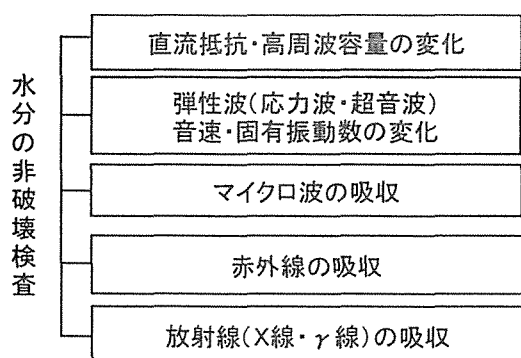 水分の非破壊検査
直流抵抗・高周波容量の変化
弾性波(応力波・超音波)
音速・固有振動数の変化
マイクロ波の吸収
赤外線の吸収
放射線(X線・γ線)の吸収